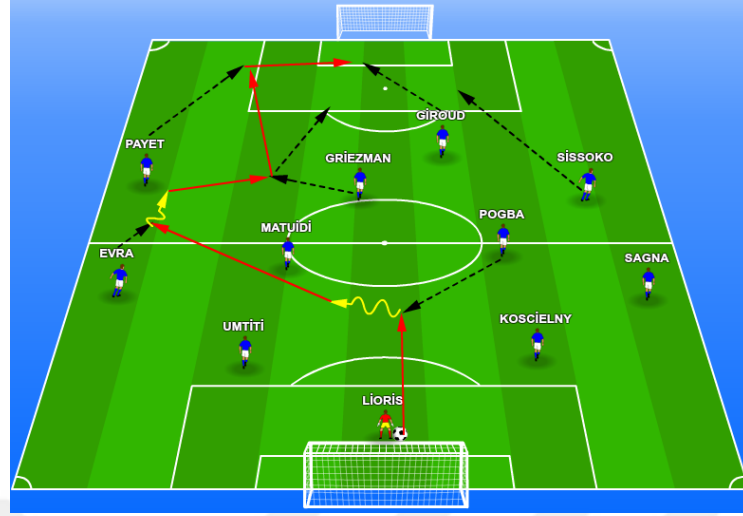 GİROUD
PAYET
GRİEZMAN
SİSSOKO
POGBA
MATUİDİ
EVRA
SAGNA
UMTİTİ
KOSCİELNY
LİORİS